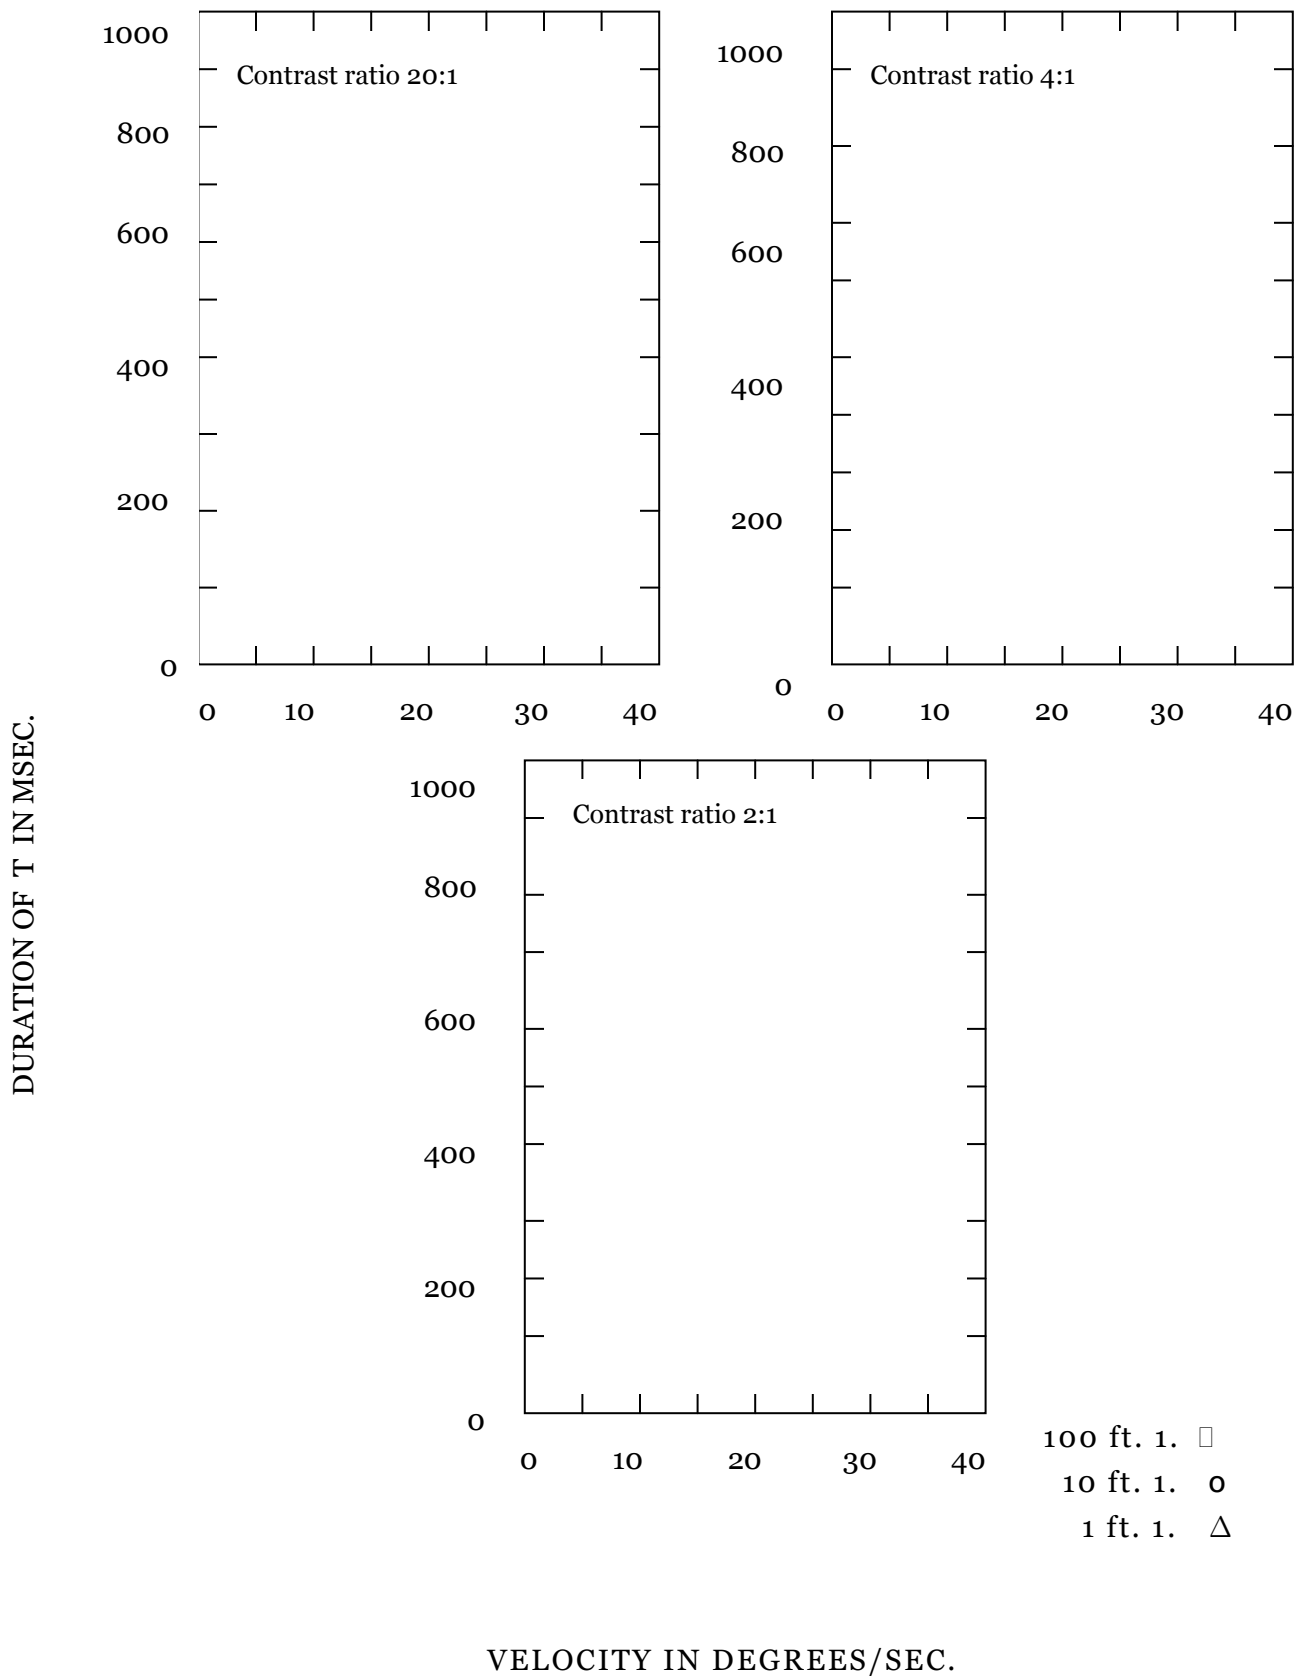 1000
Contrast ratio 20:1
800
600
400
200
0
0 10 20 30 40
1000
Contrast ratio 4:1
800
600
400
200
0
0 10 20 30 40
DURATION OF T IN MSEC.
1000
Contrast ratio 2:1
800
600
400
200
0
0 10 20 30 40
100 ft. 1. □
10 ft. 1. o
1 ft. 1. Δ
VELOCITY IN DEGREES/SEC.